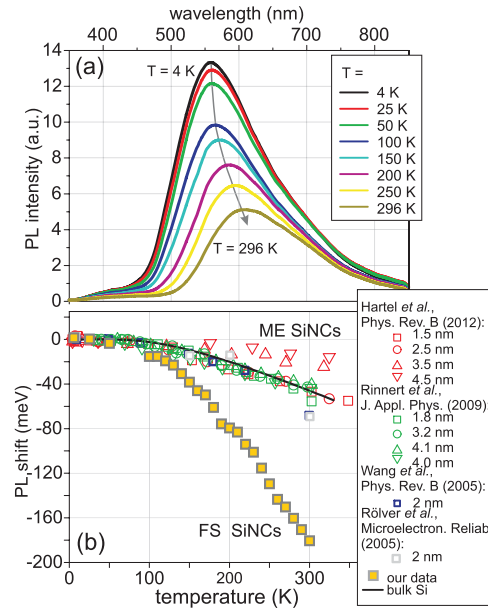 wavelength (nm)
400 500 600 700 800
14
12
10
8
6
4
2
0
PL intensity (a.u.)
(a)
T = 4 K
T = 296 K
T =
4 K
25 K
50 K
100 K
150 K
200 K
250 K
296 K
0
-40
-80
-120
-160
-200
PL shift (meV)
ME SiNCs
FS SiNCs
(b)
0 100 200 300
temperature (K)
Hartel et al.,
Phys. Rev. B (2012):
1.5 nm
2.5 nm
3.5 nm
4.5 nm
Rinnert et al.,
J. Appl. Phys. (2009):
1.8 nm
3.2 nm
4.1 nm
4.0 nm
Wang et al.,
Phys. Rev. B (2005):
2 nm
Rölver et al.,
Microelectron. Reliab.
(2005):
2 nm
our data
bulk Si